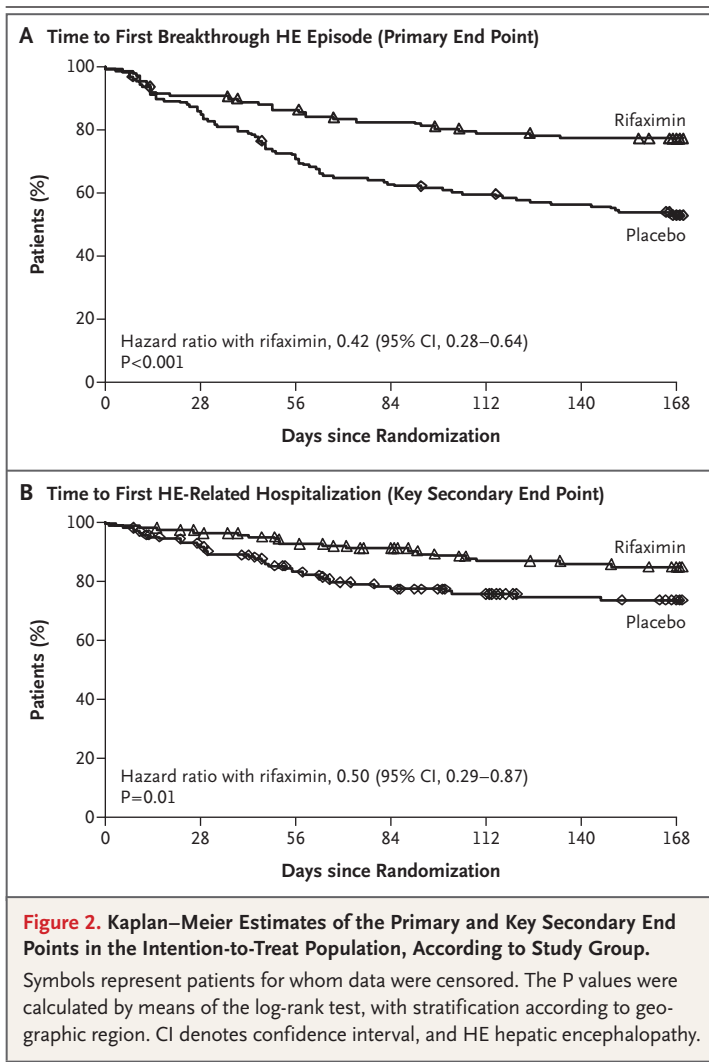 A Time to First Breakthrough HE Episode (Primary End Point)
100
80
60
40
20
0
Patients (%)
Rifaximin
Placebo
Hazard ratio with rifaximin, 0.42 (95% CI, 0.28–0.64)
P<0.001
0 28 56 84 112 140 168
Days since Randomization
B Time to First HE-Related Hospitalization (Key Secondary End Point)
100
80
60
40
20
0
Patients (%)
Rifaximin
Placebo
Hazard ratio with rifaximin, 0.50 (95% CI, 0.29–0.87)
P=0.01
0 28 56 84 112 140 168
Days since Randomization
Figure 2. Kaplan–Meier Estimates of the Primary and Key Secondary End
Points in the Intention-to-Treat Population, According to Study Group.
Symbols represent patients for whom data were censored. The P values were
calculated by means of the log-rank test, with stratification according to geo-
graphic region. CI denotes confidence interval, and HE hepatic encephalopathy.